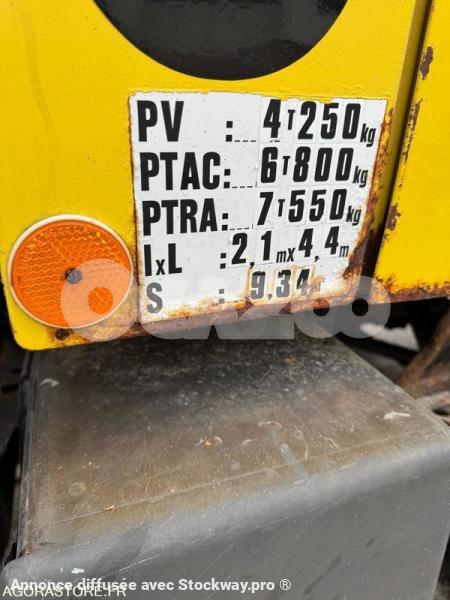 PV : 4T250kg
PTAC: 6T800kg
PTRA: 7T550kg
IxL : 2,1mx4,4m
S : 9,34
OUKAZOO
Annonce diffusée avec Stockway.pro ®
AGORASTORE.FR